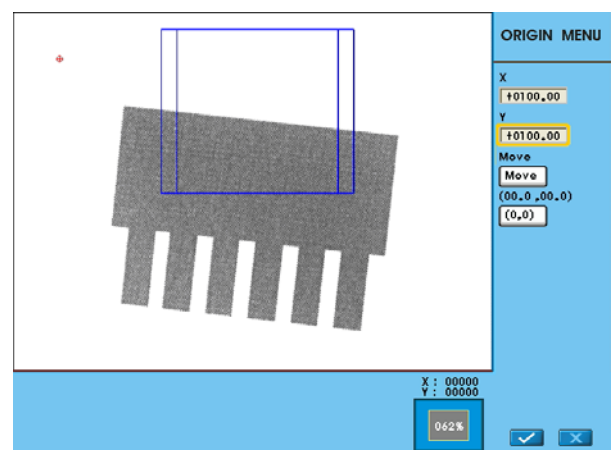 ORIGIN MENU
X
+0100.00
Y
+0100.00
Move
Move
(00.0 ,00.0)
(0,0)
X : 00000
Y : 00000
062%